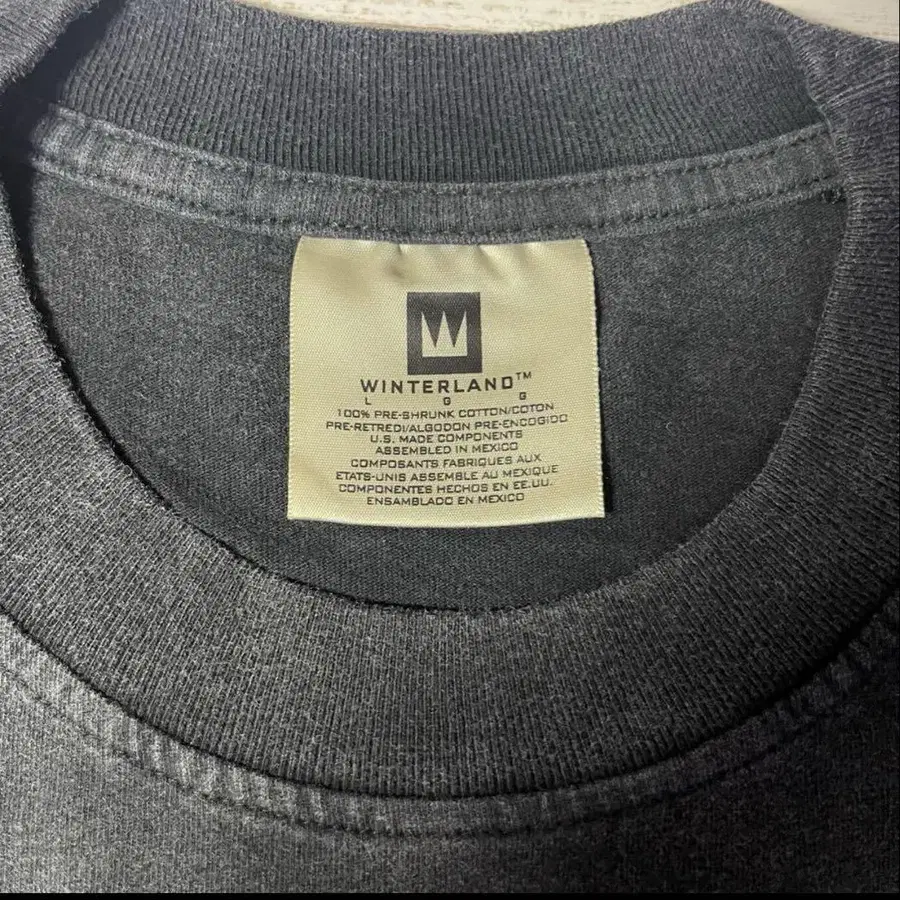 W
WINTERLAND™
L G G
100% PRE-SHRUNK COTTON/COTON
PRE-RETREDI/ALGODON PRE-ENCOGIDO
U.S. MADE COMPONENTS
ASSEMBLED IN MEXICO
COMPOSANTS FABRIQUES AUX
ETATS-UNIS ASSEMBLE AU MEXIQUE
COMPONENTES HECHOS EN EE.UU.
ENSAMBLADO EN MEXICO